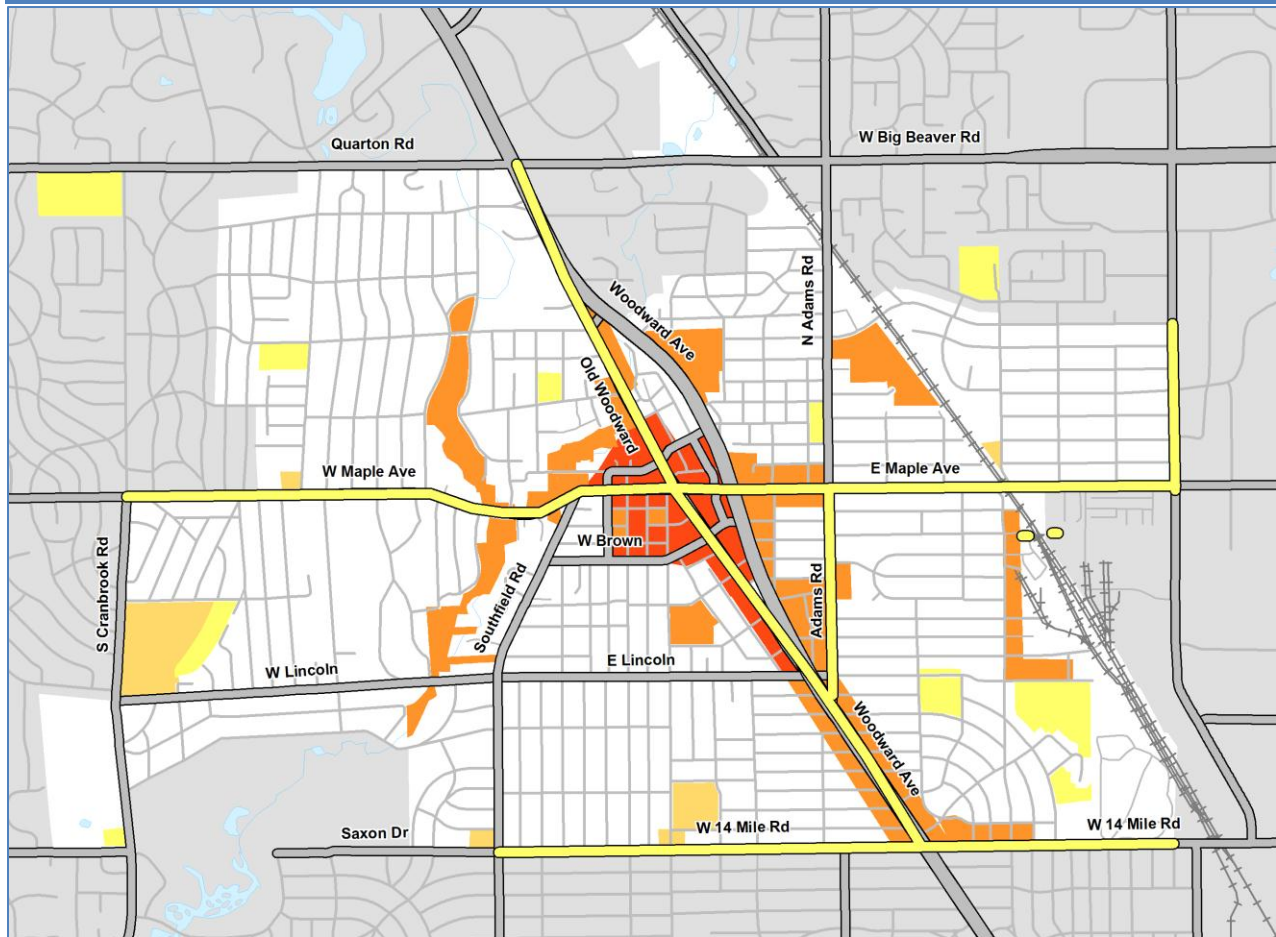 Quarton Rd
W Big Beaver Rd
N Adams Rd
Woodward Ave
Old Woodward
W Maple Ave
E Maple Ave
W Brown
S Cranbrook Rd
Southfield Rd
Adams Rd
W Lincoln
E Lincoln
Woodward Ave
Saxon Dr
W 14 Mile Rd
W 14 Mile Rd